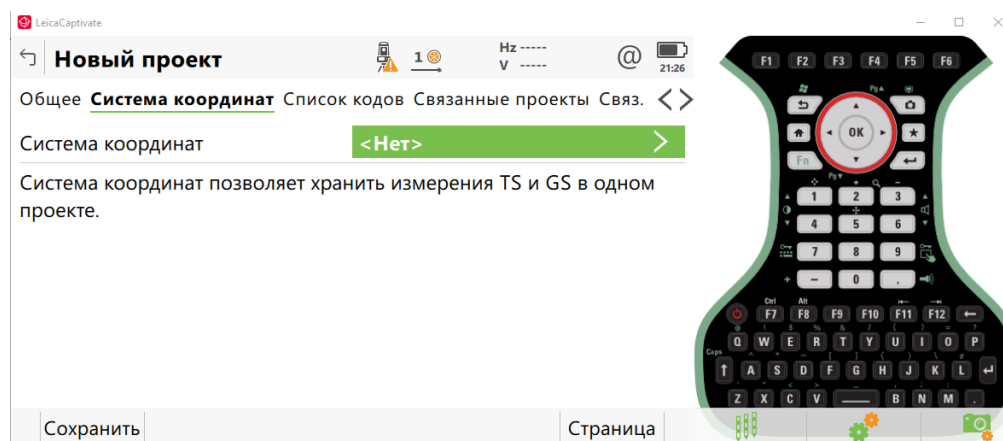 LeicaCaptivate
Новый проект
1
Hz -----
V -----
@
21:26
Общее Система координат Список кодов Связанные проекты Связ.
Система координат
<Нет>
Система координат позволяет хранить измерения TS и GS в одном
проекте.
Сохранить
Страница
F1 F2 F3 F4 F5 F6
Pg▲
OK
Fn
Pg▼
+ -
1 2 3
4 5 6
7 8 9
+ - 0 .
Ctrl Alt
F7 F8 F9 F10 F11 F12
@ ! $ % & / ( ) = ?
Q W E R T Y U I O P
Caps
A S D F G H J K L
Z X C V B N M .